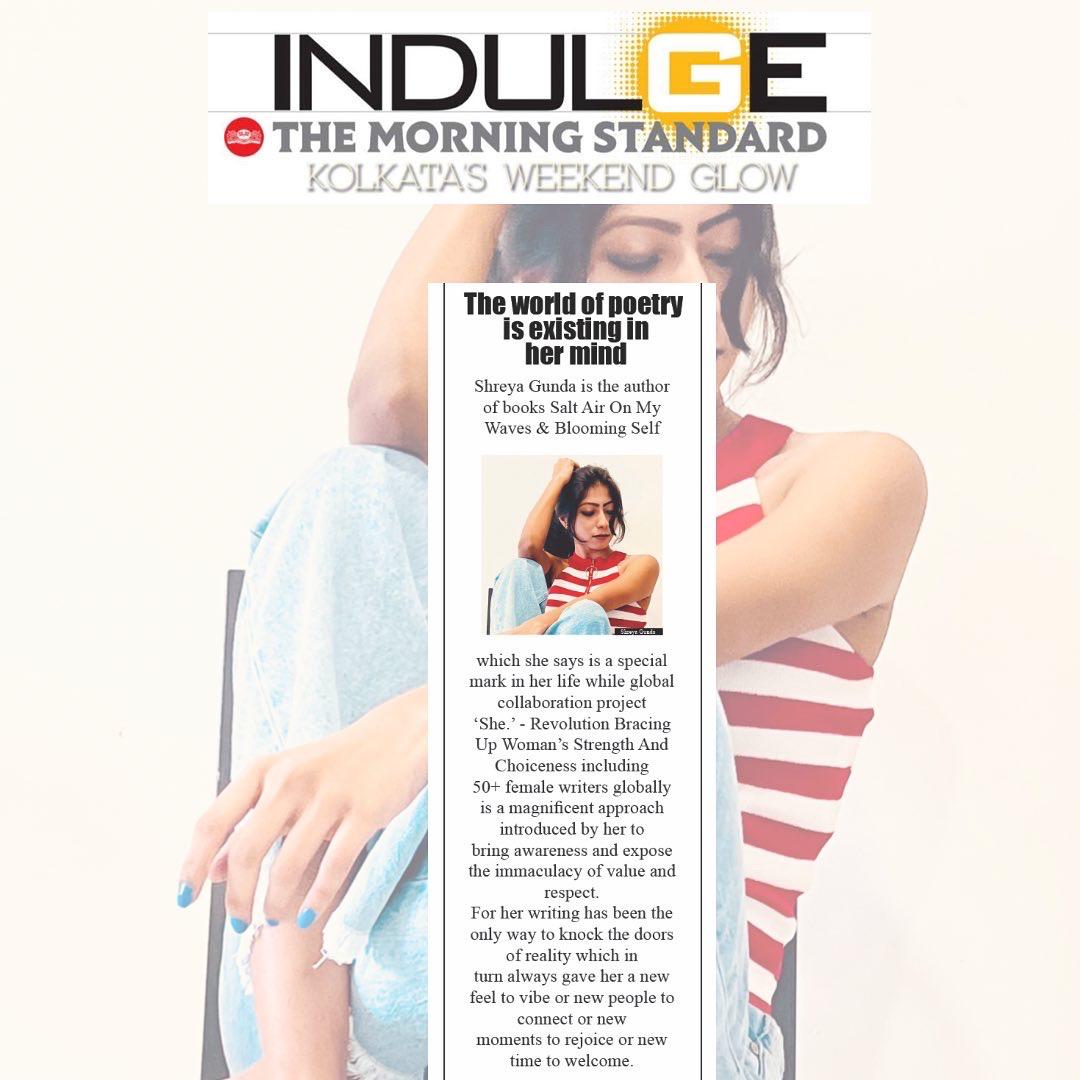 INDULGE
THE MORNING STANDARD
KOLKATA'S WEEKEND GLOW
The world of poetry
is existing in
her mind
Shreya Gunda is the author
of books Salt Air On My
Waves & Blooming Self
Shreya Gunda
which she says is a special
mark in her life while global
collaboration project
‘She.’ - Revolution Bracing
Up Woman’s Strength And
Choiceness including
50+ female writers globally
is a magnificent approach
introduced by her to
bring awareness and expose
the immaculacy of value and
respect.
For her writing has been the
only way to knock the doors
of reality which in
turn always gave her a new
feel to vibe or new people to
connect or new
moments to rejoice or new
time to welcome.